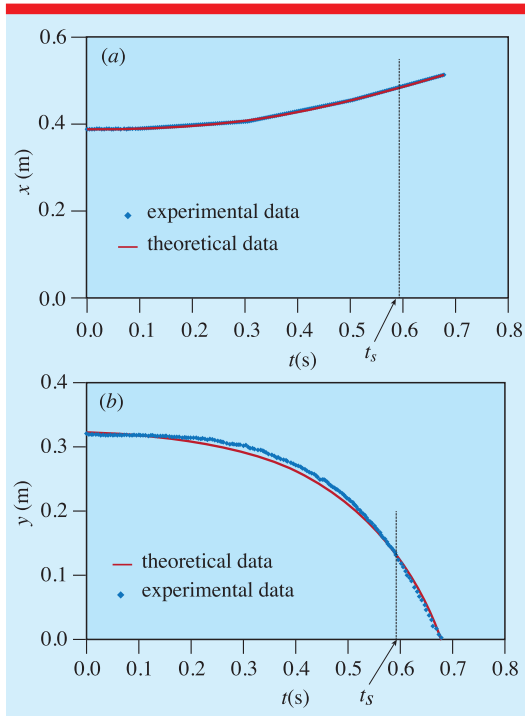 0.6
(a)
0.4
x (m)
experimental data
0.2
theoretical data
0.0
0.0 0.1 0.2 0.3 0.4 0.5 0.6 0.7 0.8
t(s)
ts
0.4
(b)
0.3
y (m)
0.2
theoretical data
0.1
experimental data
0.0
0.0 0.1 0.2 0.3 0.4 0.5 0.6 0.7 0.8
t(s)
ts